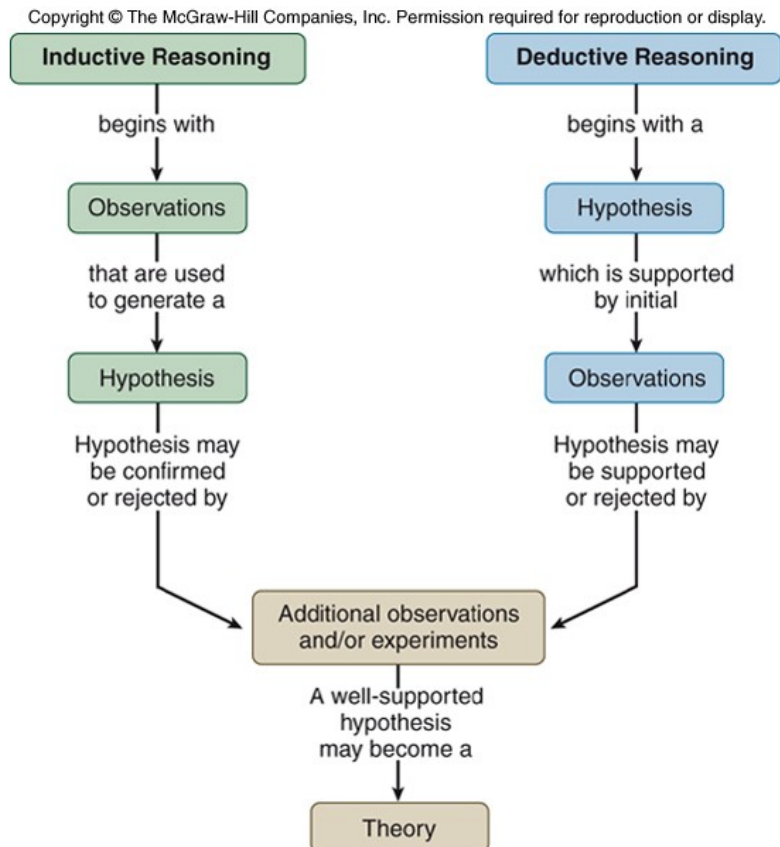 Copyright © The McGraw-Hill Companies, Inc. Permission required for reproduction or display.
Inductive Reasoning
begins with
Observations
that are used
to generate a
Hypothesis
Hypothesis may
be confirmed
or rejected by
Deductive Reasoning
begins with a
Hypothesis
which is supported
by initial
Observations
Hypothesis may
be supported
or rejected by
Additional observations
and/or experiments
A well-supported
hypothesis
may become a
Theory